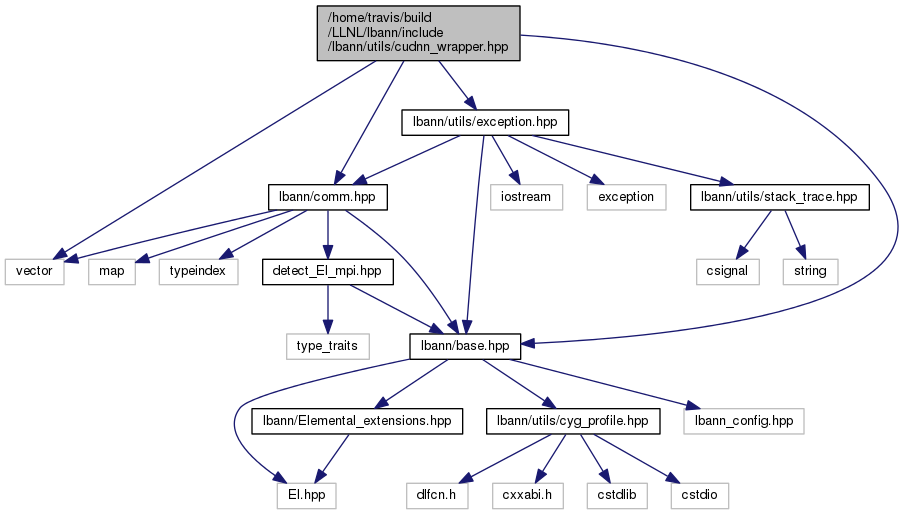 /home/travis/build
/LLNL/lbann/include
/lbann/utils/cudnn_wrapper.hpp
lbann/utils/exception.hpp
lbann/comm.hpp
iostream
exception
lbann/utils/stack_trace.hpp
vector
map
typeindex
detect_El_mpi.hpp
csignal
string
type_traits
lbann/base.hpp
lbann/Elemental_extensions.hpp
lbann/utils/cyg_profile.hpp
lbann_config.hpp
El.hpp
dlfcn.h
cxxabi.h
cstdlib
cstdio